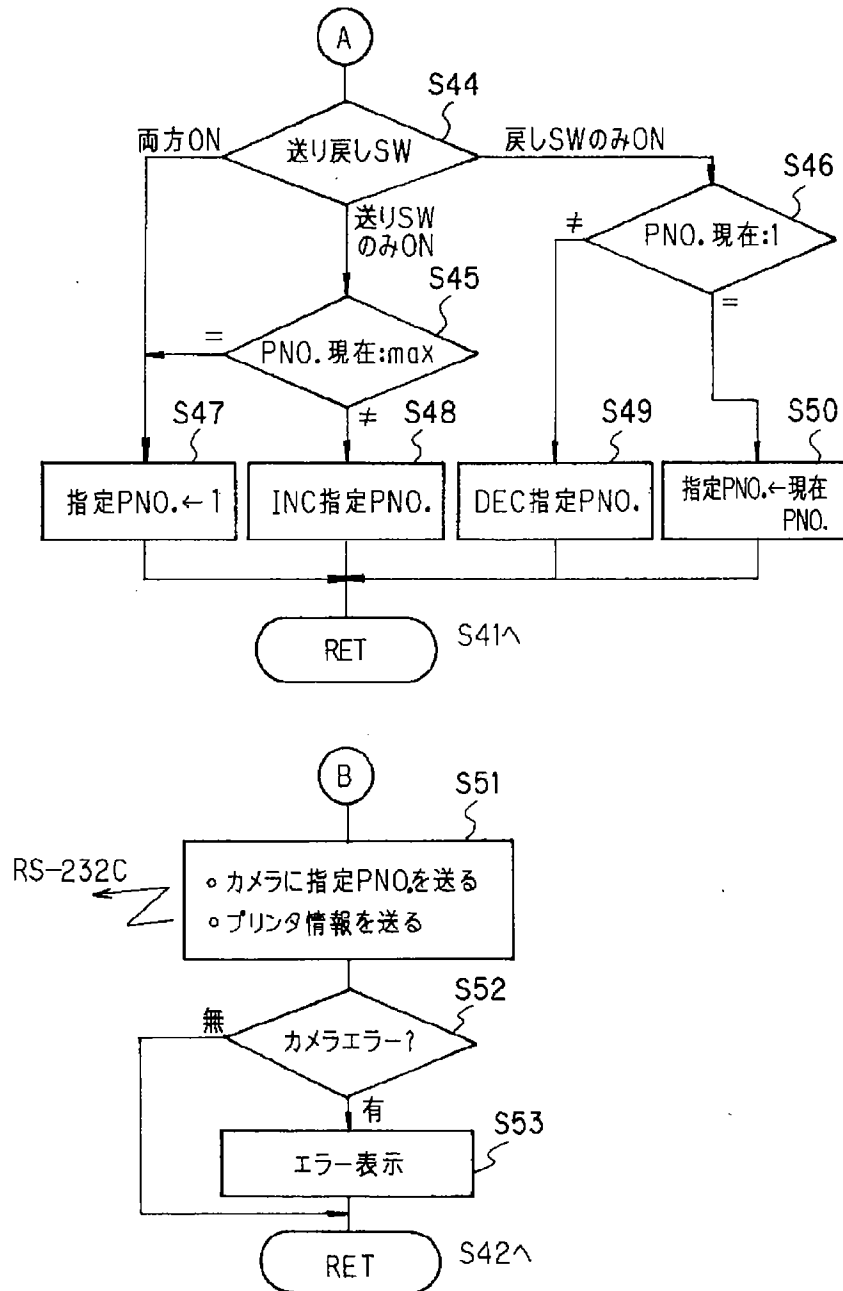 A
S44
両方ON
送り戻しSW
戻しSWのみON
S46
送りSW
のみON
≠
PNO.現在:1
=
S45
=
PNO.現在:max
≠
S47
S48
S49
S50
指定PNO.←1
INC指定PNO.
DEC指定PNO.
指定PNO.←現在
PNO.
RET
S41へ
B
S51
RS-232C
○カメラに指定PNO.を送る
○プリンタ情報を送る
S52
無
カメラエラー?
有
S53
エラー表示
RET
S42へ